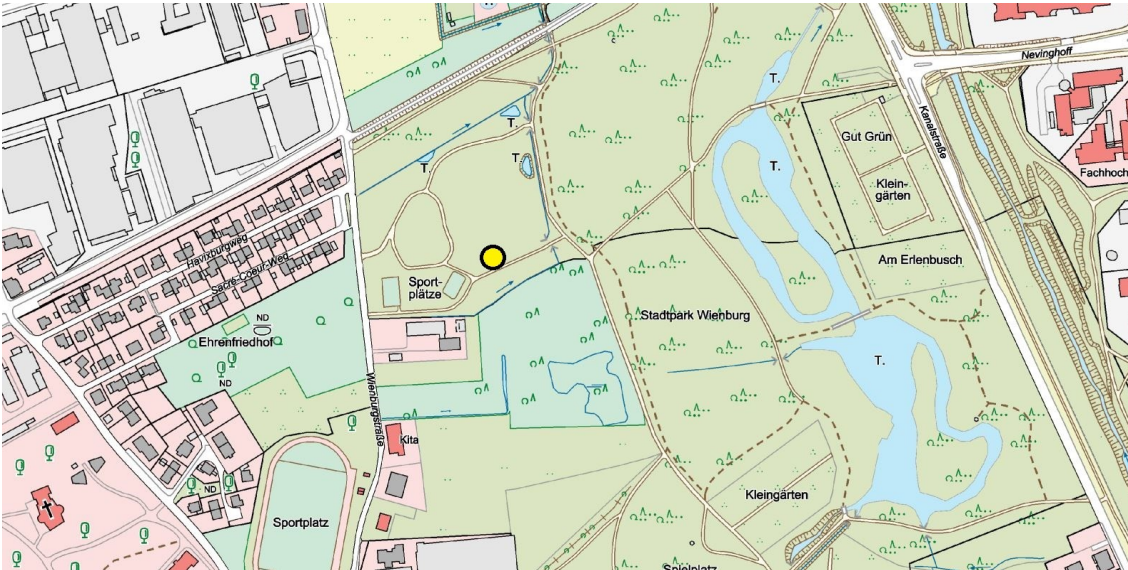 Nevinghoff
T.
Kanalstraße
T.
Gut Grün
T.
T.
T.
Fachhoch
Klein-
gärten
Havixburgweg
Sacré-Coeur-Weg
Am Erlenbusch
Sport-
plätze
Stadtpark Wienburg
ND
Ehrenfriedhof
T.
ND
Wienburgstraße
Kita
ND
Kleingärten
Sportplatz
Spielplatz